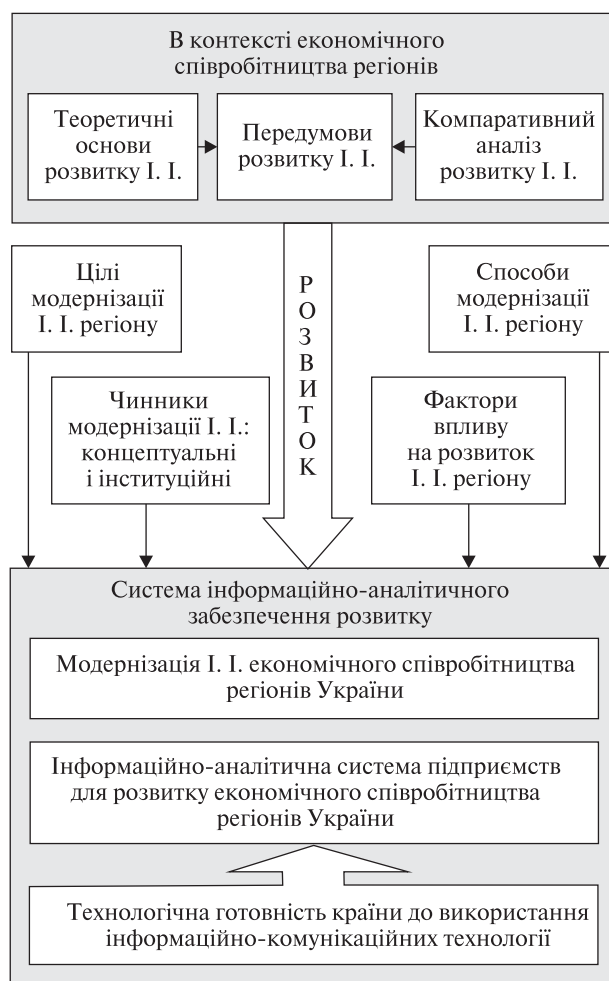 В контексті економічного
співробітництва регіонів
Теоретичні
основи
розвитку І. І.
Передумови
розвитку І. І.
Компаративний
аналіз
розвитку І. І.
Цілі
модернізації
І. І. регіону
РОЗВИТОК
Способи
модернізації
І. І. регіону
Чинники
модернізації І. І.:
концептуальні
і інституційні
Фактори
впливу
на розвиток
І. І. регіону
Система інформаційно-аналітичного
забезпечення розвитку
Модернізація І. І. економічного співробітництва
регіонів України
Інформаційно-аналітична система підприємств
для розвитку економічного співробітництва
регіонів України
Технологічна готовність країни до використання
інформаційно-комунікаційних технології